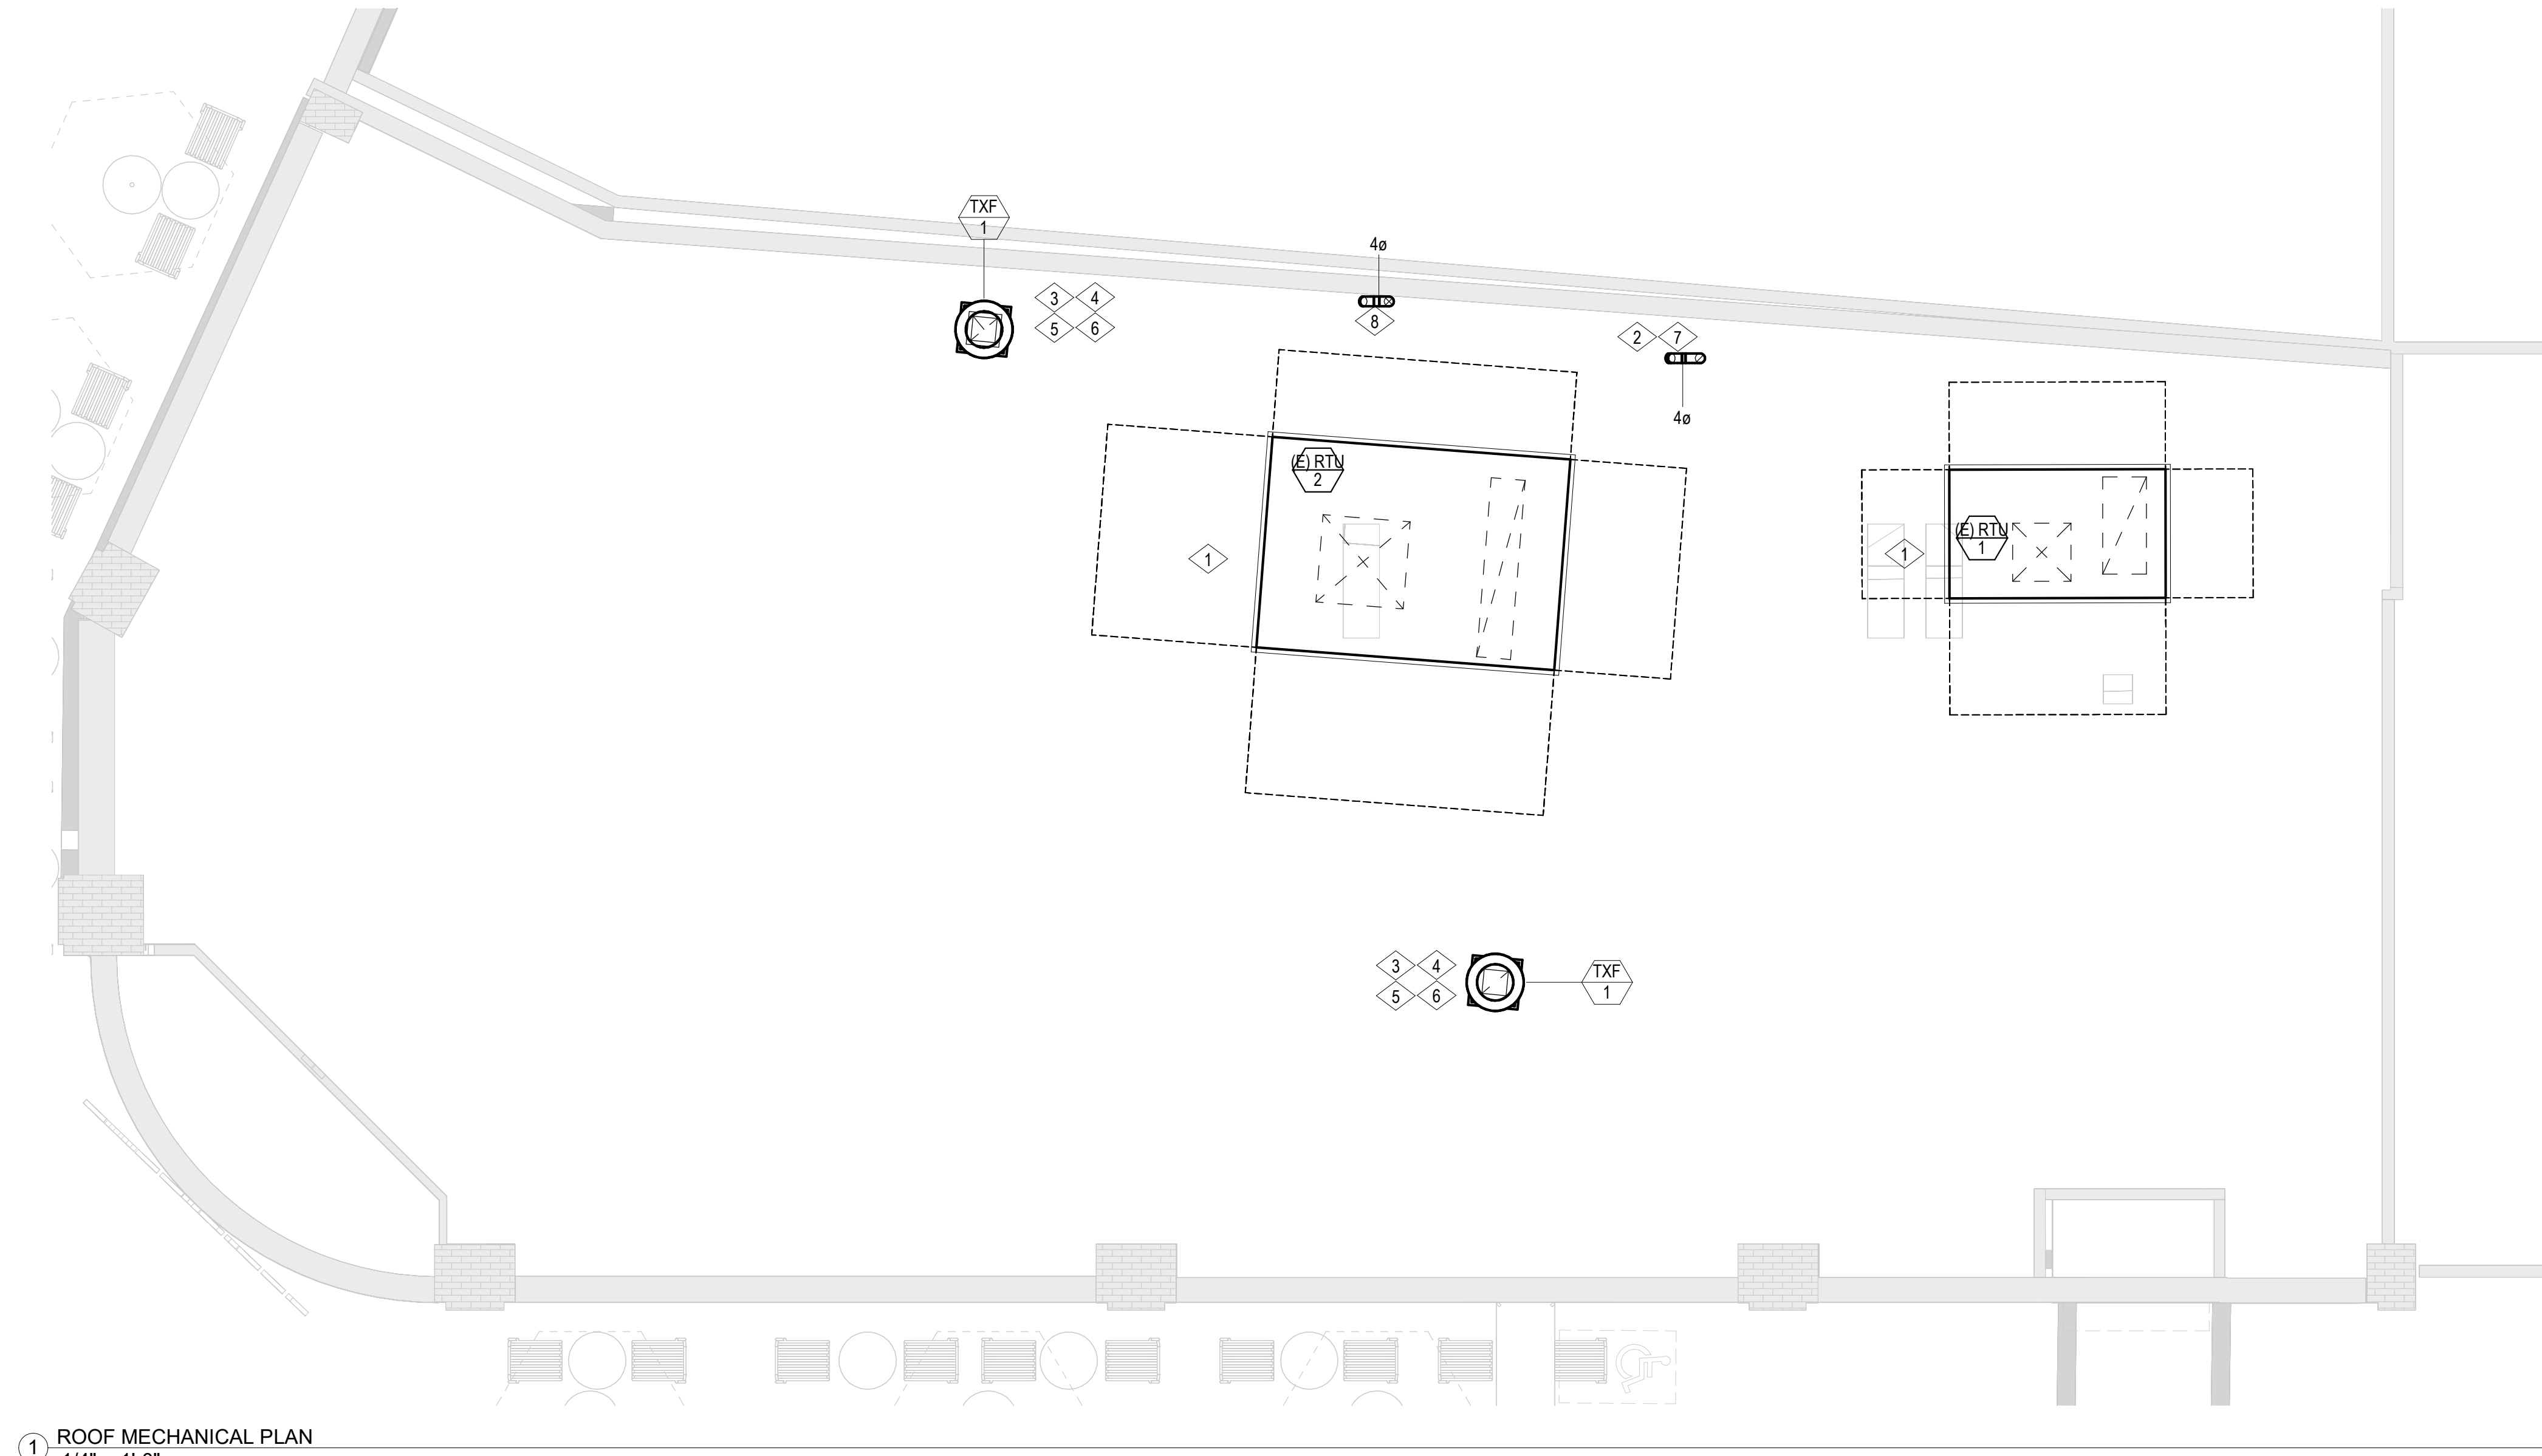 TXF
1
4ø
3 4
5 6
8
2 7
4ø
(E) RTU
2
1
(E) RTU
1
1
3 4
5 6
TXF
1
1 ROOF MECHANICAL PLAN